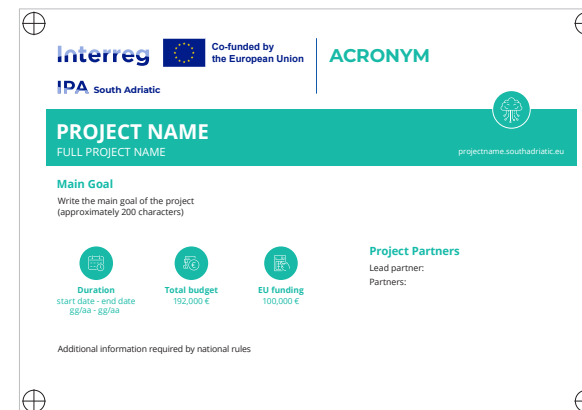 Interreg
Co-funded by
the European Union
ACRONYM
IPA South Adriatic
PROJECT NAME
FULL PROJECT NAME
projectname.southadriatic.eu
Main Goal
Write the main goal of the project
(approximately 200 characters)
Duration
start date - end date
gg/aa - gg/aa
Total budget
192,000 €
EU funding
100,000 €
Project Partners
Lead partner:
Partners:
Additional information required by national rules